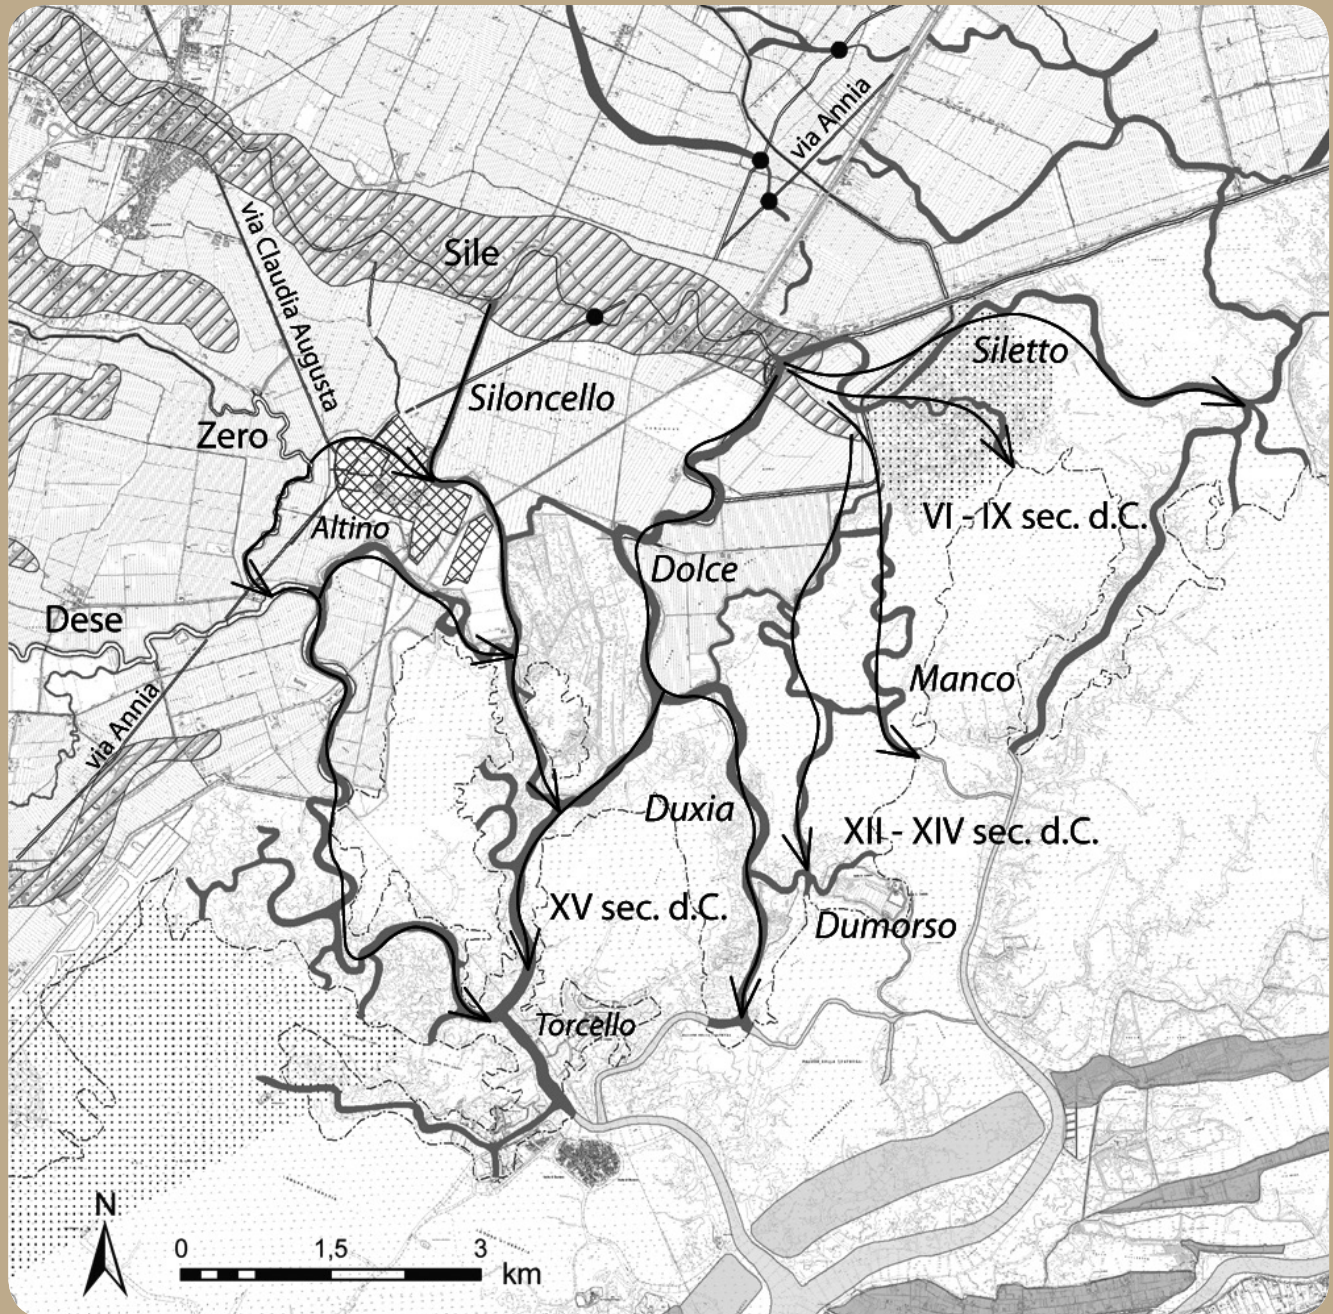 via Annia
via Claudia Augusta
Sile
Siletto
Siloncello
Zero
VI - IX sec. d.C.
Altino
Dolce
Dese
Manco
via Annia
Duxia
XII - XIV sec. d.C.
XV sec. d.C.
Dumorso
Torcello
N
0 1,5 3
km